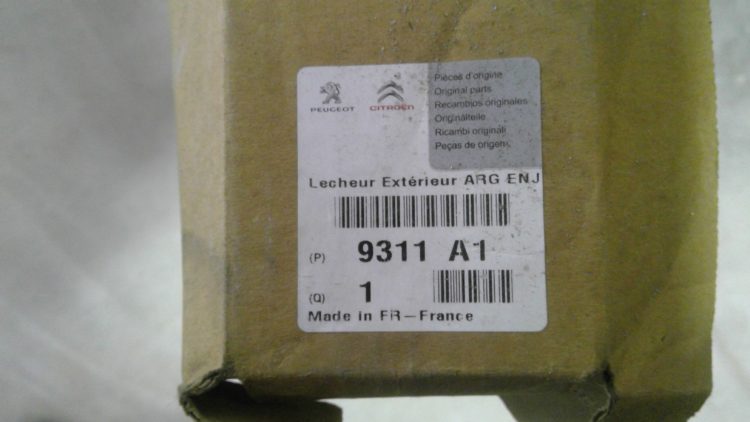 PEUGEOT CITROËN
Pièces d'origine
Original parts
Recambios originales
Originalteile
Ricambi originali
Peças de origem
Lecheur Extérieur ARG ENJ
(P) 9311 A1
(Q) 1
Made in FR-France